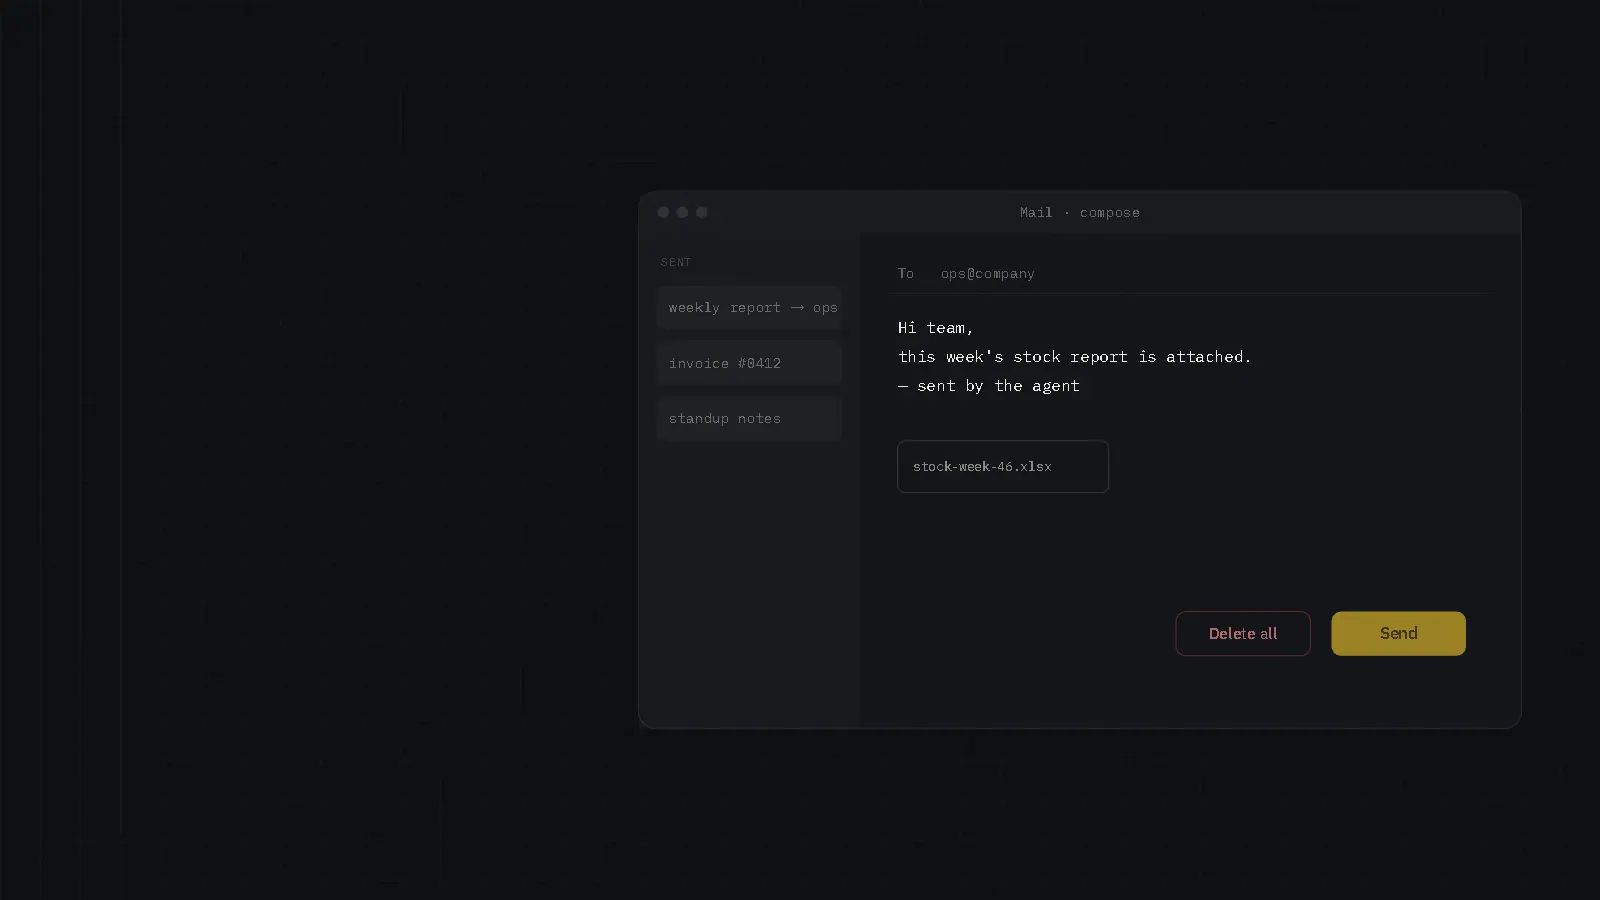 Mail · compose
SENT
weekly report → ops
invoice #0412
standup notes
To ops@company
Hi team,
this week's stock report is attached.
— sent by the agent
stock-week-46.xlsx
Delete all
Send